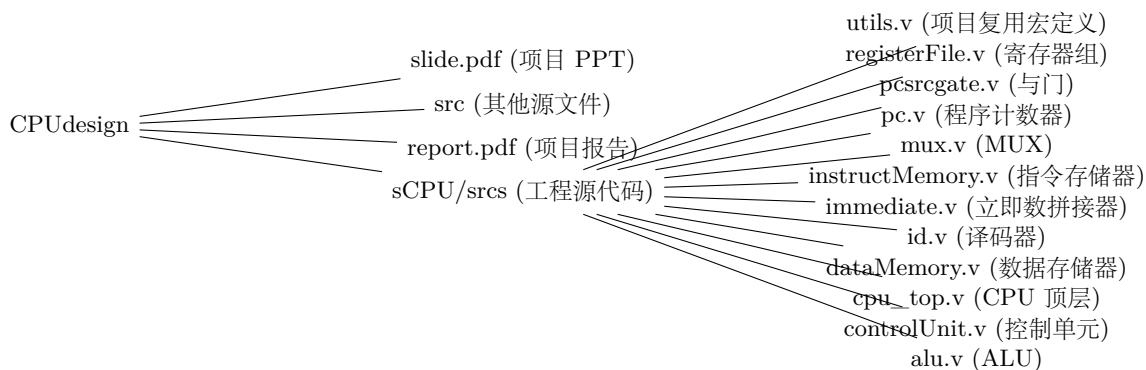 CPUdesign
slide.pdf (项目 PPT)
src (其他源文件)
report.pdf (项目报告)
sCPU/srcs (工程源代码)
utils.v (项目复用宏定义)
registerFile.v (寄存器组)
pcsrcgate.v (与门)
pc.v (程序计数器)
mux.v (MUX)
instructMemory.v (指令存储器)
immediate.v (立即数拼接器)
id.v (译码器)
dataMemory.v (数据存储器)
cpu_top.v (CPU 顶层)
controlUnit.v (控制单元)
alu.v (ALU)